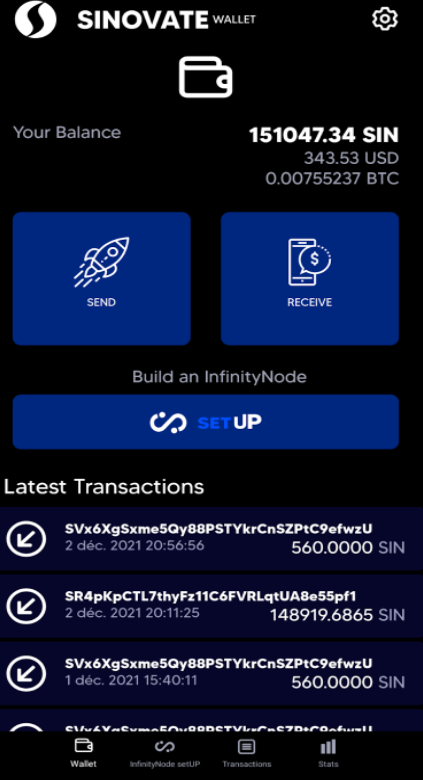 SINOVATE WALLET
Your Balance
151047.34 SIN
343.53 USD
0.00755237 BTC
$
SEND
RECEIVE
Build an InfinityNode
SETUP
Latest Transactions
SVx6XgSxme5Qy88PSTYkrCnSZPtC9efwzU
2 déc. 2021 20:56:56
560.0000 SIN
SR4pKpCTL7thyFz11C6FVRLqtUA8e55pf1
2 déc. 2021 20:11:25
148919.6865 SIN
SVx6XgSxme5Qy88PSTYkrCnSZPtC9efwzU
1 déc. 2021 15:40:11
560.0000 SIN
Wallet
InfinityNode setUP
Transactions
Stats